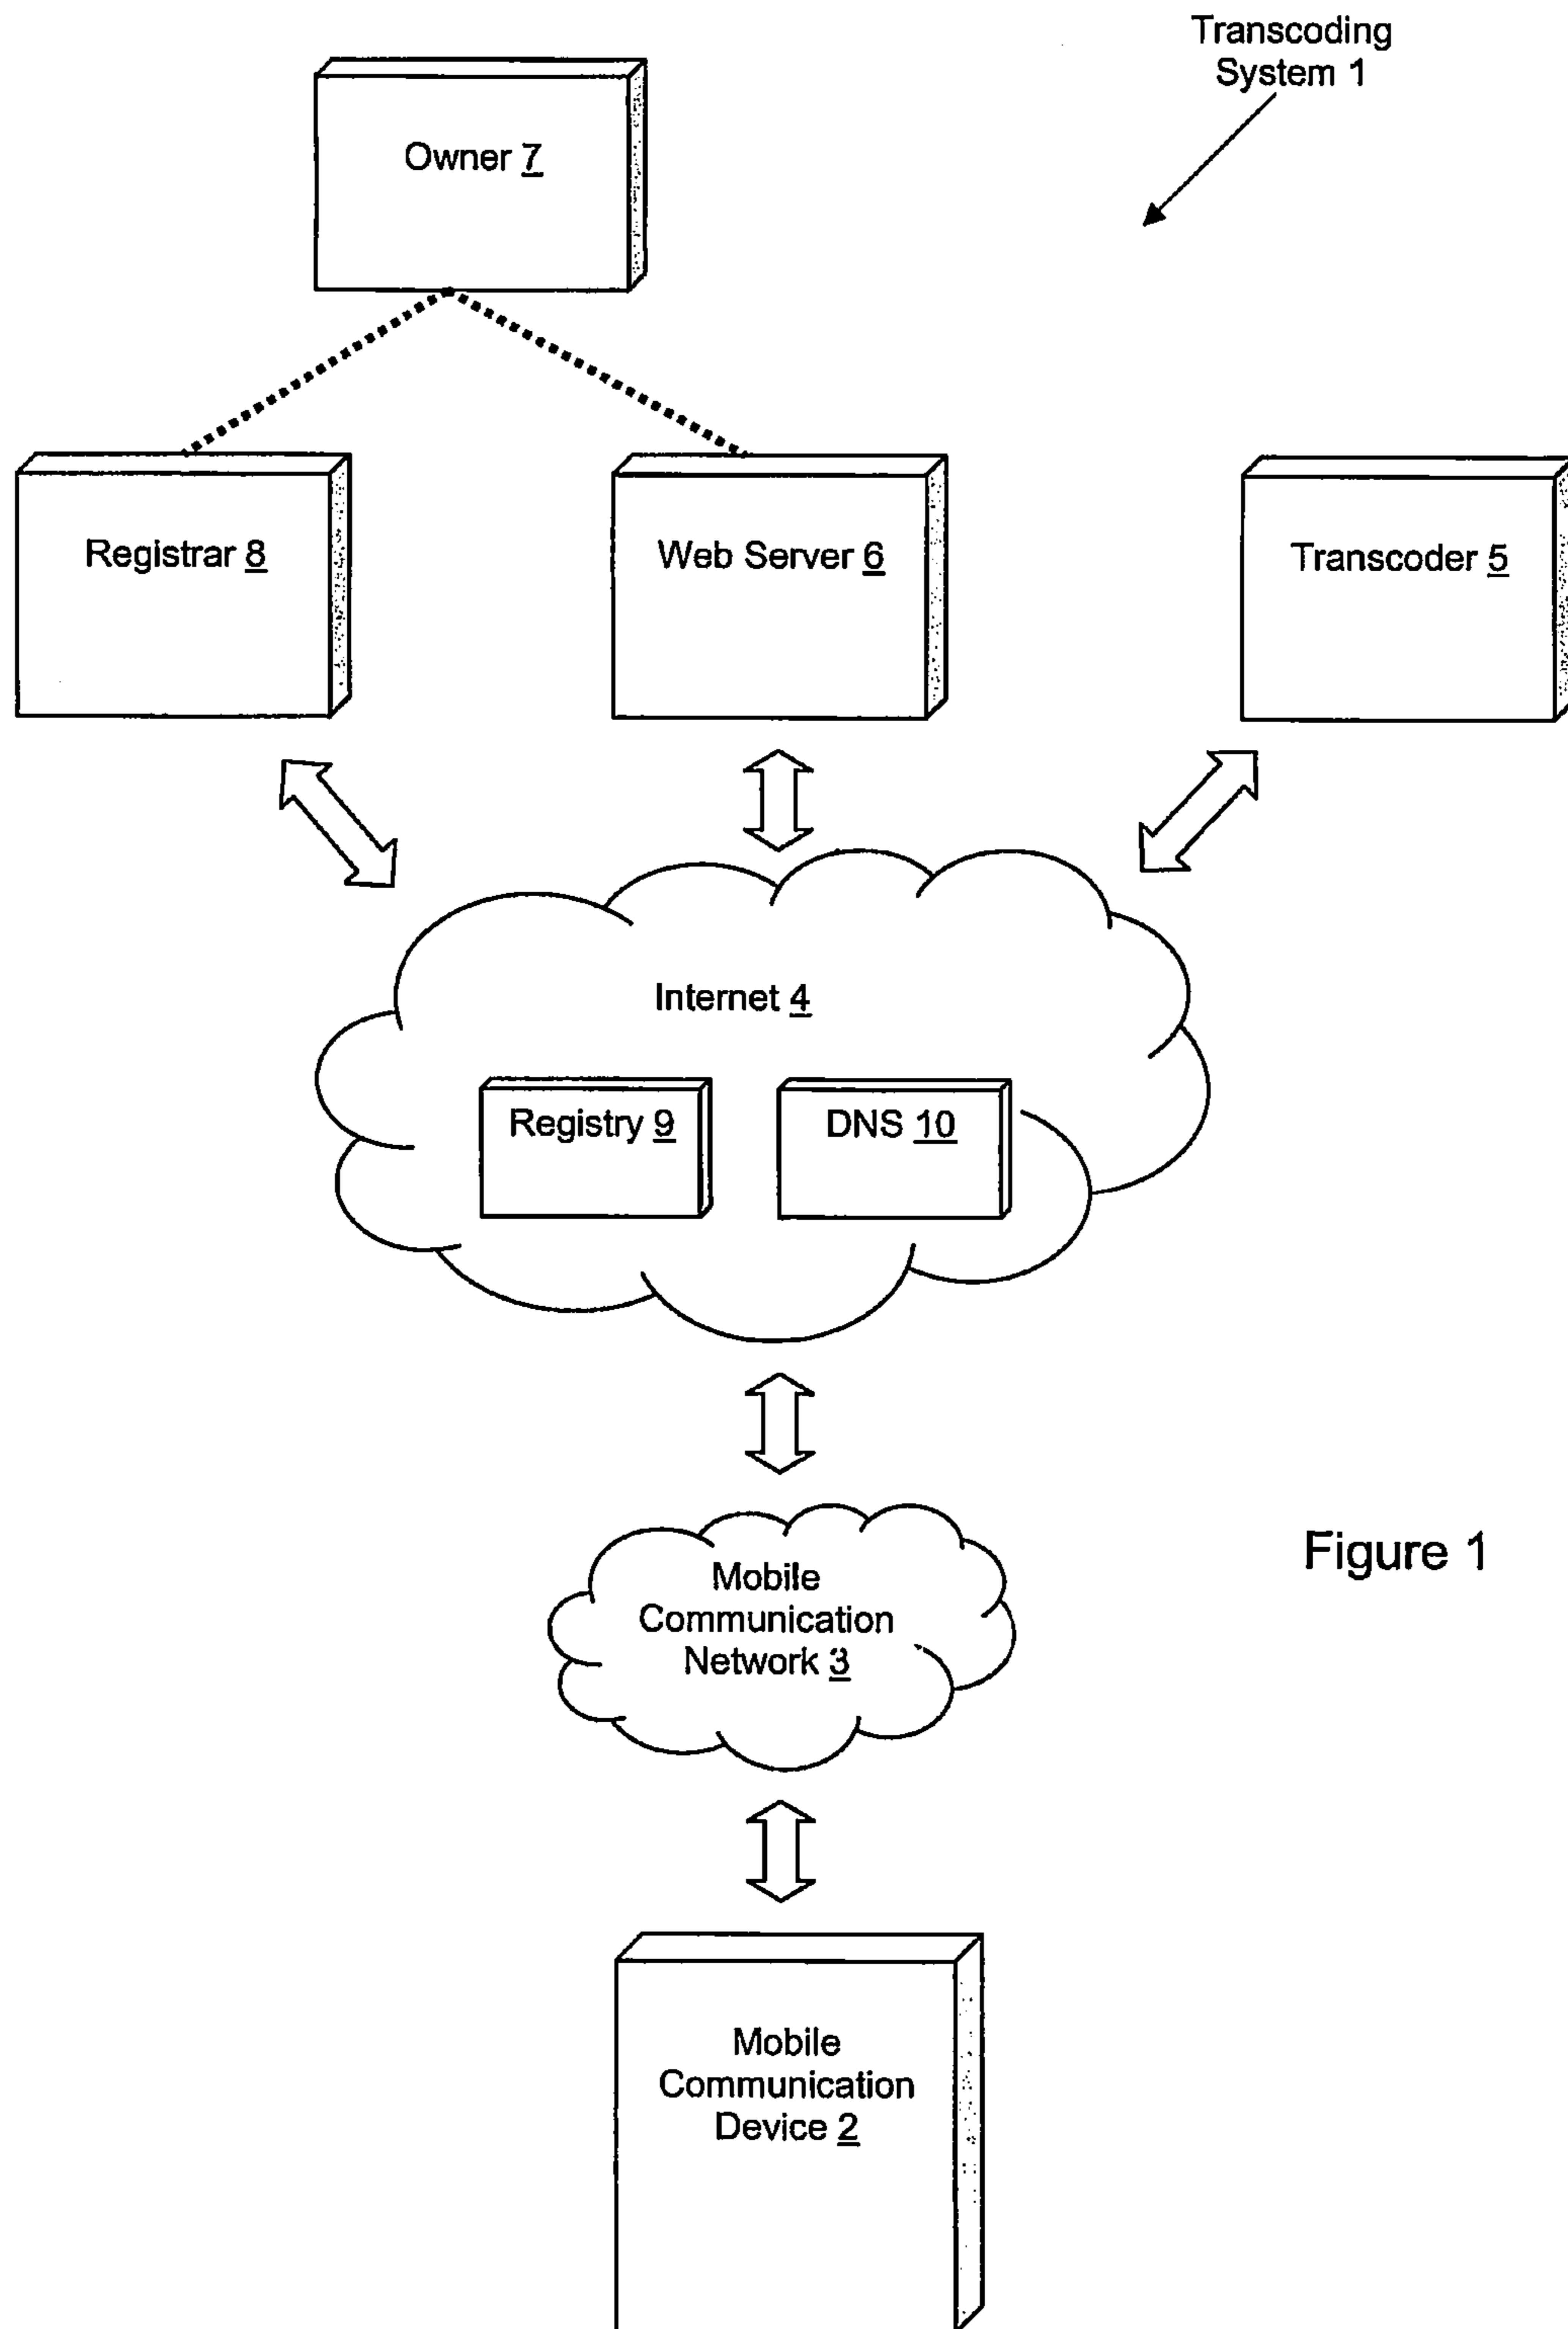 Transcoding
System 1
Owner 7
Registrar 8
Web Server 6
Transcoder 5
Internet 4
Registry 9
DNS 10
Mobile
Communication
Network 3
Figure 1
Mobile
Communication
Device 2